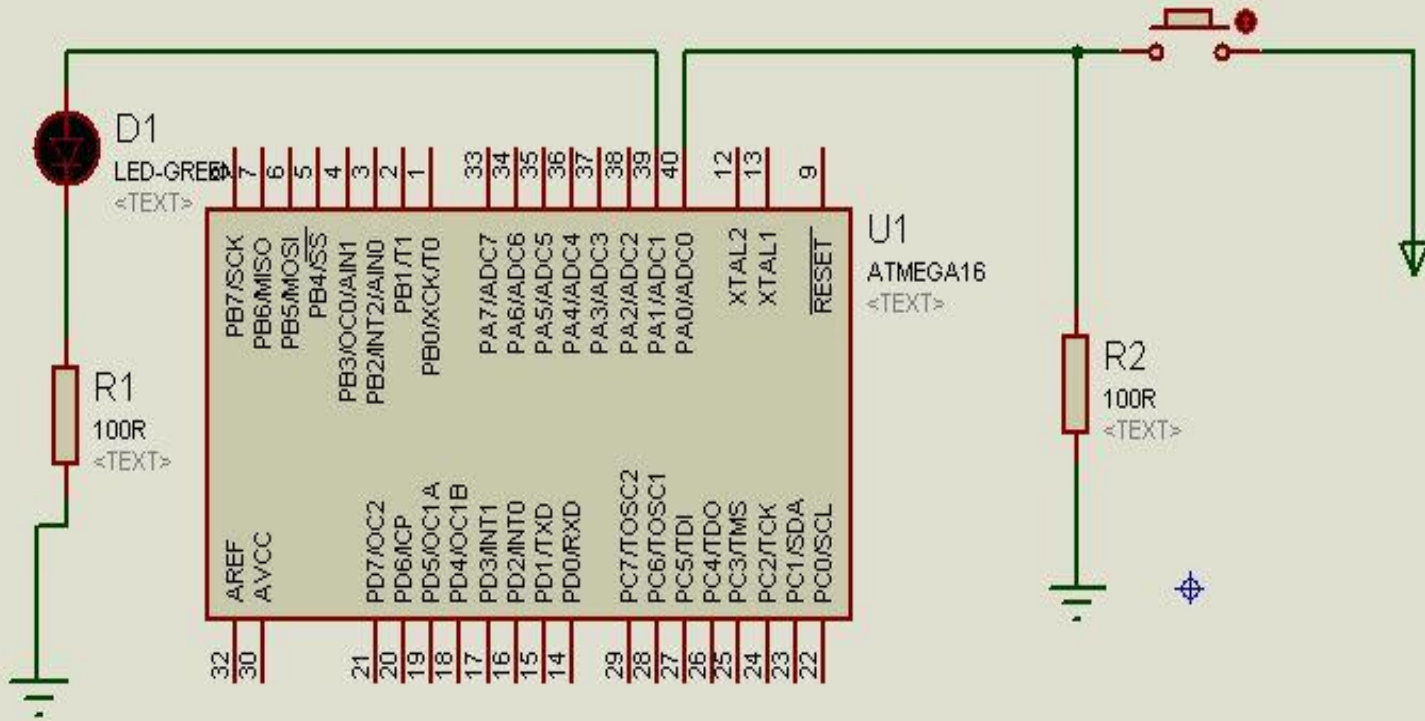 D1
LED-GREEN
<TEXT>
R1
100R
<TEXT>
7
6
5
4
3
2
1
33
34
35
36
37
38
39
40
12
13
9
PB7/SCK
PB6/MISO
PB5/MOSI
PB4/SS
PB3/OC0/AIN1
PB2/INT2/AIN0
PB1/T1
PB0/XCK/T0
PA7/ADC7
PA6/ADC6
PA5/ADC5
PA4/ADC4
PA3/ADC3
PA2/ADC2
PA1/ADC1
PA0/ADC0
XTAL2
XTAL1
RESET
U1
ATMEGA16
<TEXT>
R2
100R
<TEXT>
AREF
AVCC
PD7/OC2
PD6/ICP
PD5/OC1A
PD4/OC1B
PD3/INT1
PD2/INT0
PD1/TXD
PD0/RXD
PC7/TOSC2
PC6/TOSC1
PC5/TDI
PC4/TDO
PC3/TMS
PC2/TCK
PC1/SDA
PC0/SCL
32
30
21
20
19
18
17
16
15
14
29
28
27
26
25
24
23
22